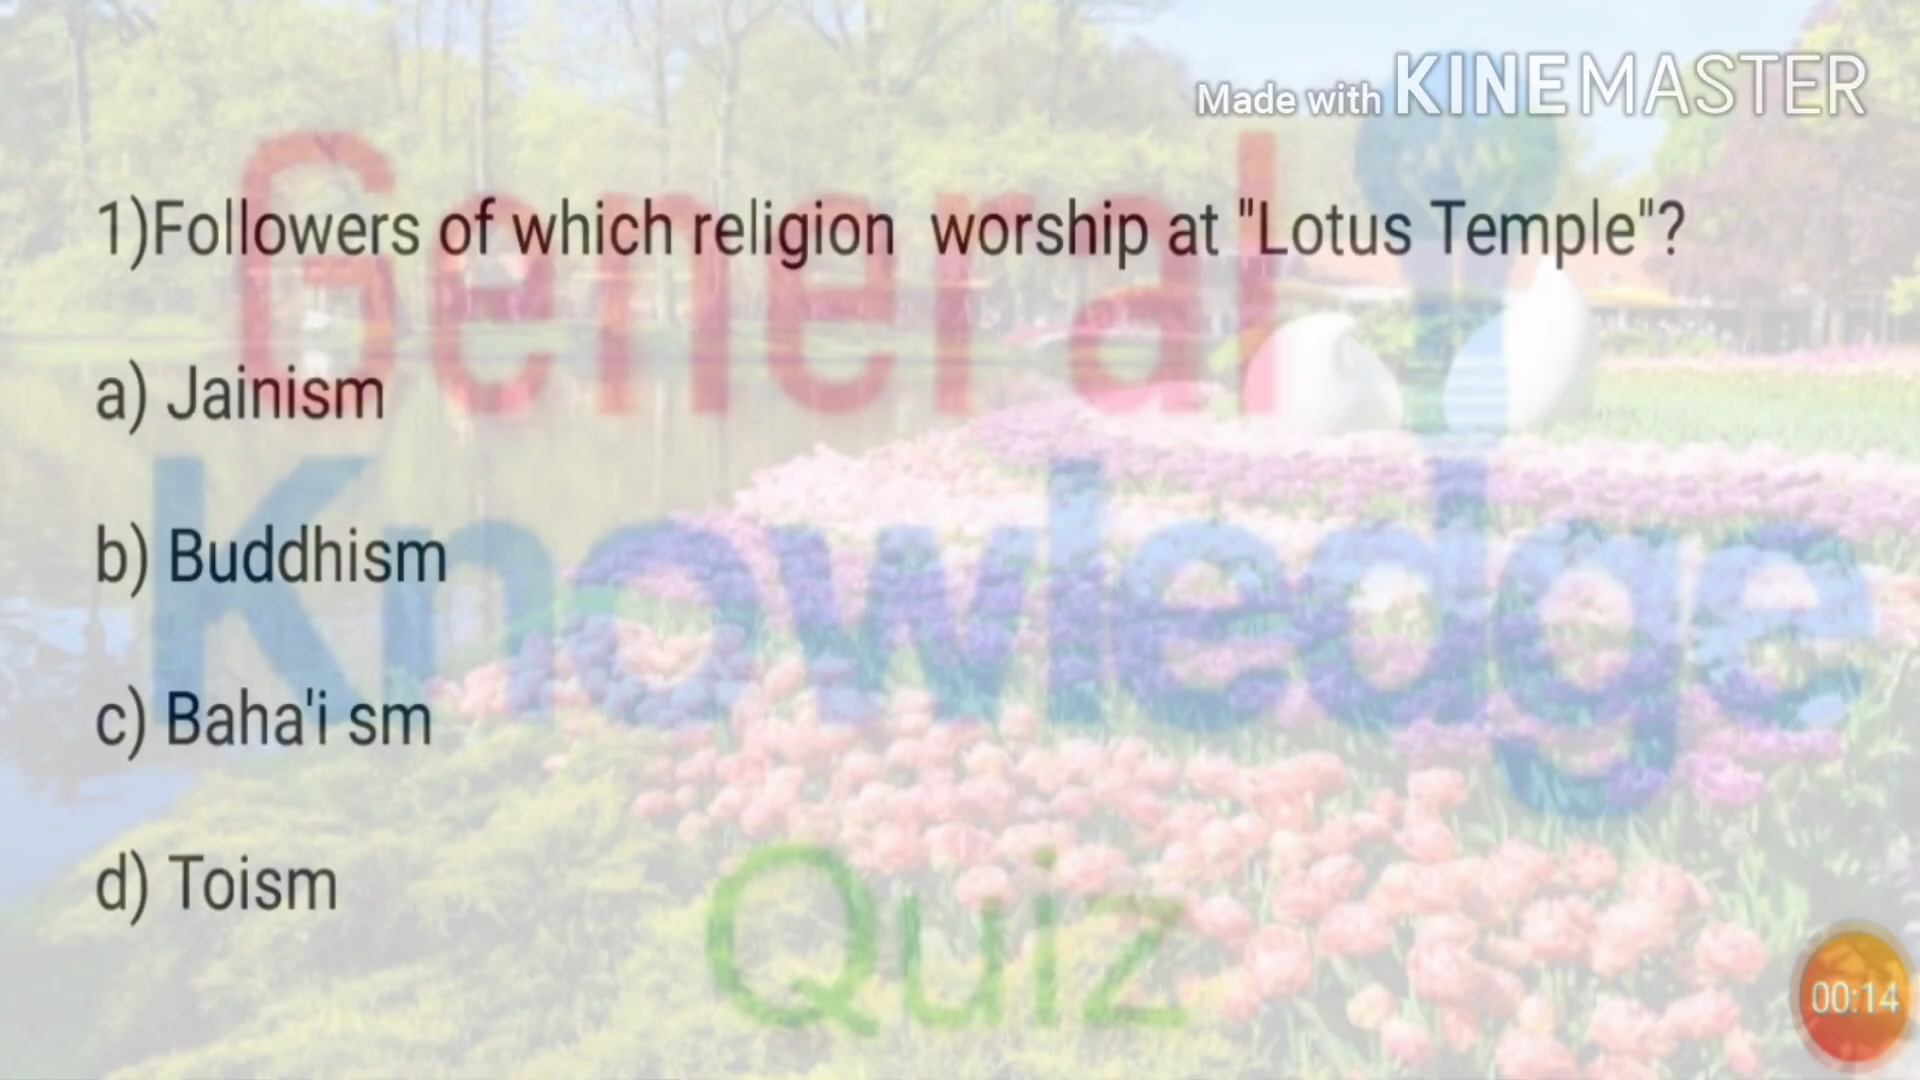 Made with KINEMASTER
1)Followers of which religion worship at "Lotus Temple"?
a) Jainism
b) Buddhism
c) Baha'i sm
d) Toism
General
Knowledge
Quiz
00:14